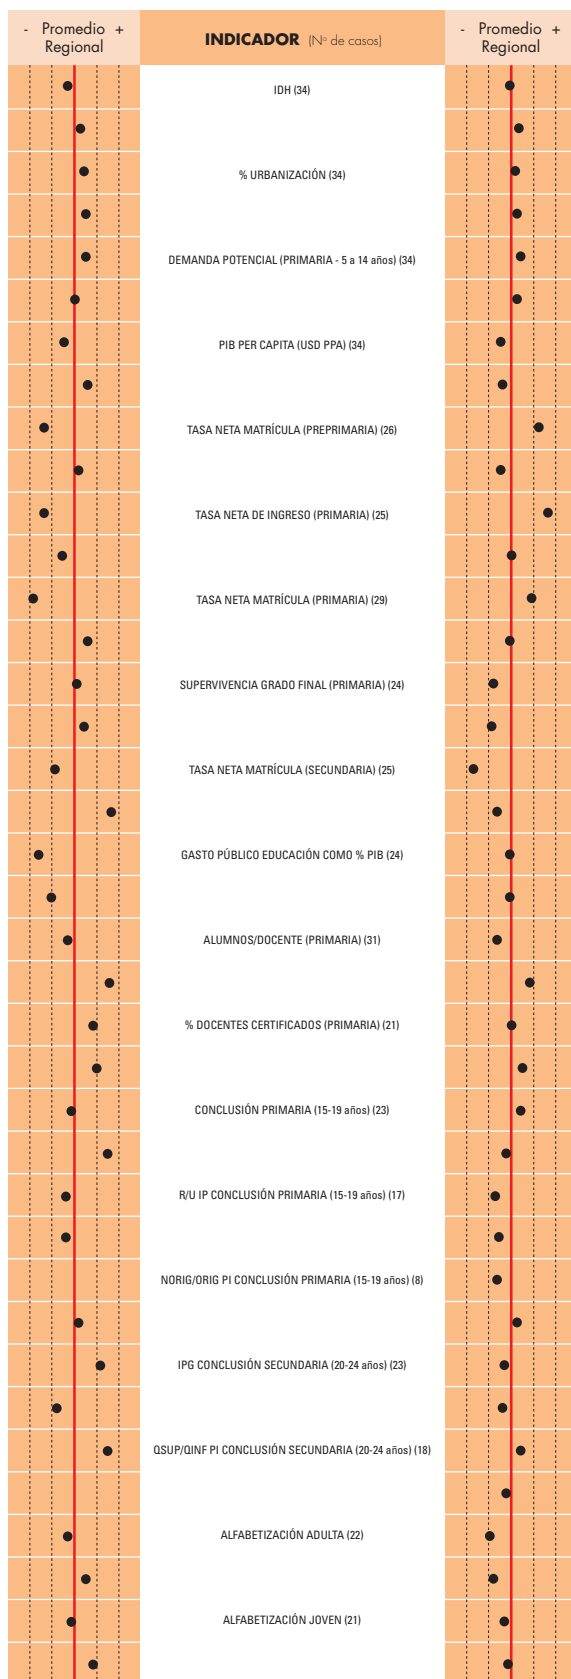 - Promedio +
Regional
INDICADOR (Nº de casos)
- Promedio +
Regional
IDH (34)
% URBANIZACIÓN (34)
DEMANDA POTENCIAL (PRIMARIA - 5 a 14 años) (34)
PIB PER CAPITA (USD PPA) (34)
TASA NETA MATRÍCULA (PREPRIMARIA) (26)
TASA NETA DE INGRESO (PRIMARIA) (25)
TASA NETA MATRÍCULA (PRIMARIA) (29)
SUPERVIVENCIA GRADO FINAL (PRIMARIA) (24)
TASA NETA MATRÍCULA (SECUNDARIA) (25)
GASTO PÚBLICO EDUCACIÓN COMO % PIB (24)
ALUMNOS/DOCENTE (PRIMARIA) (31)
% DOCENTES CERTIFICADOS (PRIMARIA) (21)
CONCLUSIÓN PRIMARIA (15-19 años) (23)
R/U IP CONCLUSIÓN PRIMARIA (15-19 años) (17)
NORIG/ORIG PI CONCLUSIÓN PRIMARIA (15-19 años) (8)
IPG CONCLUSIÓN SECUNDARIA (20-24 años) (23)
QSUP/QINF PI CONCLUSIÓN SECUNDARIA (20-24 años) (18)
ALFABETIZACIÓN ADULTA (22)
ALFABETIZACIÓN JOVEN (21)